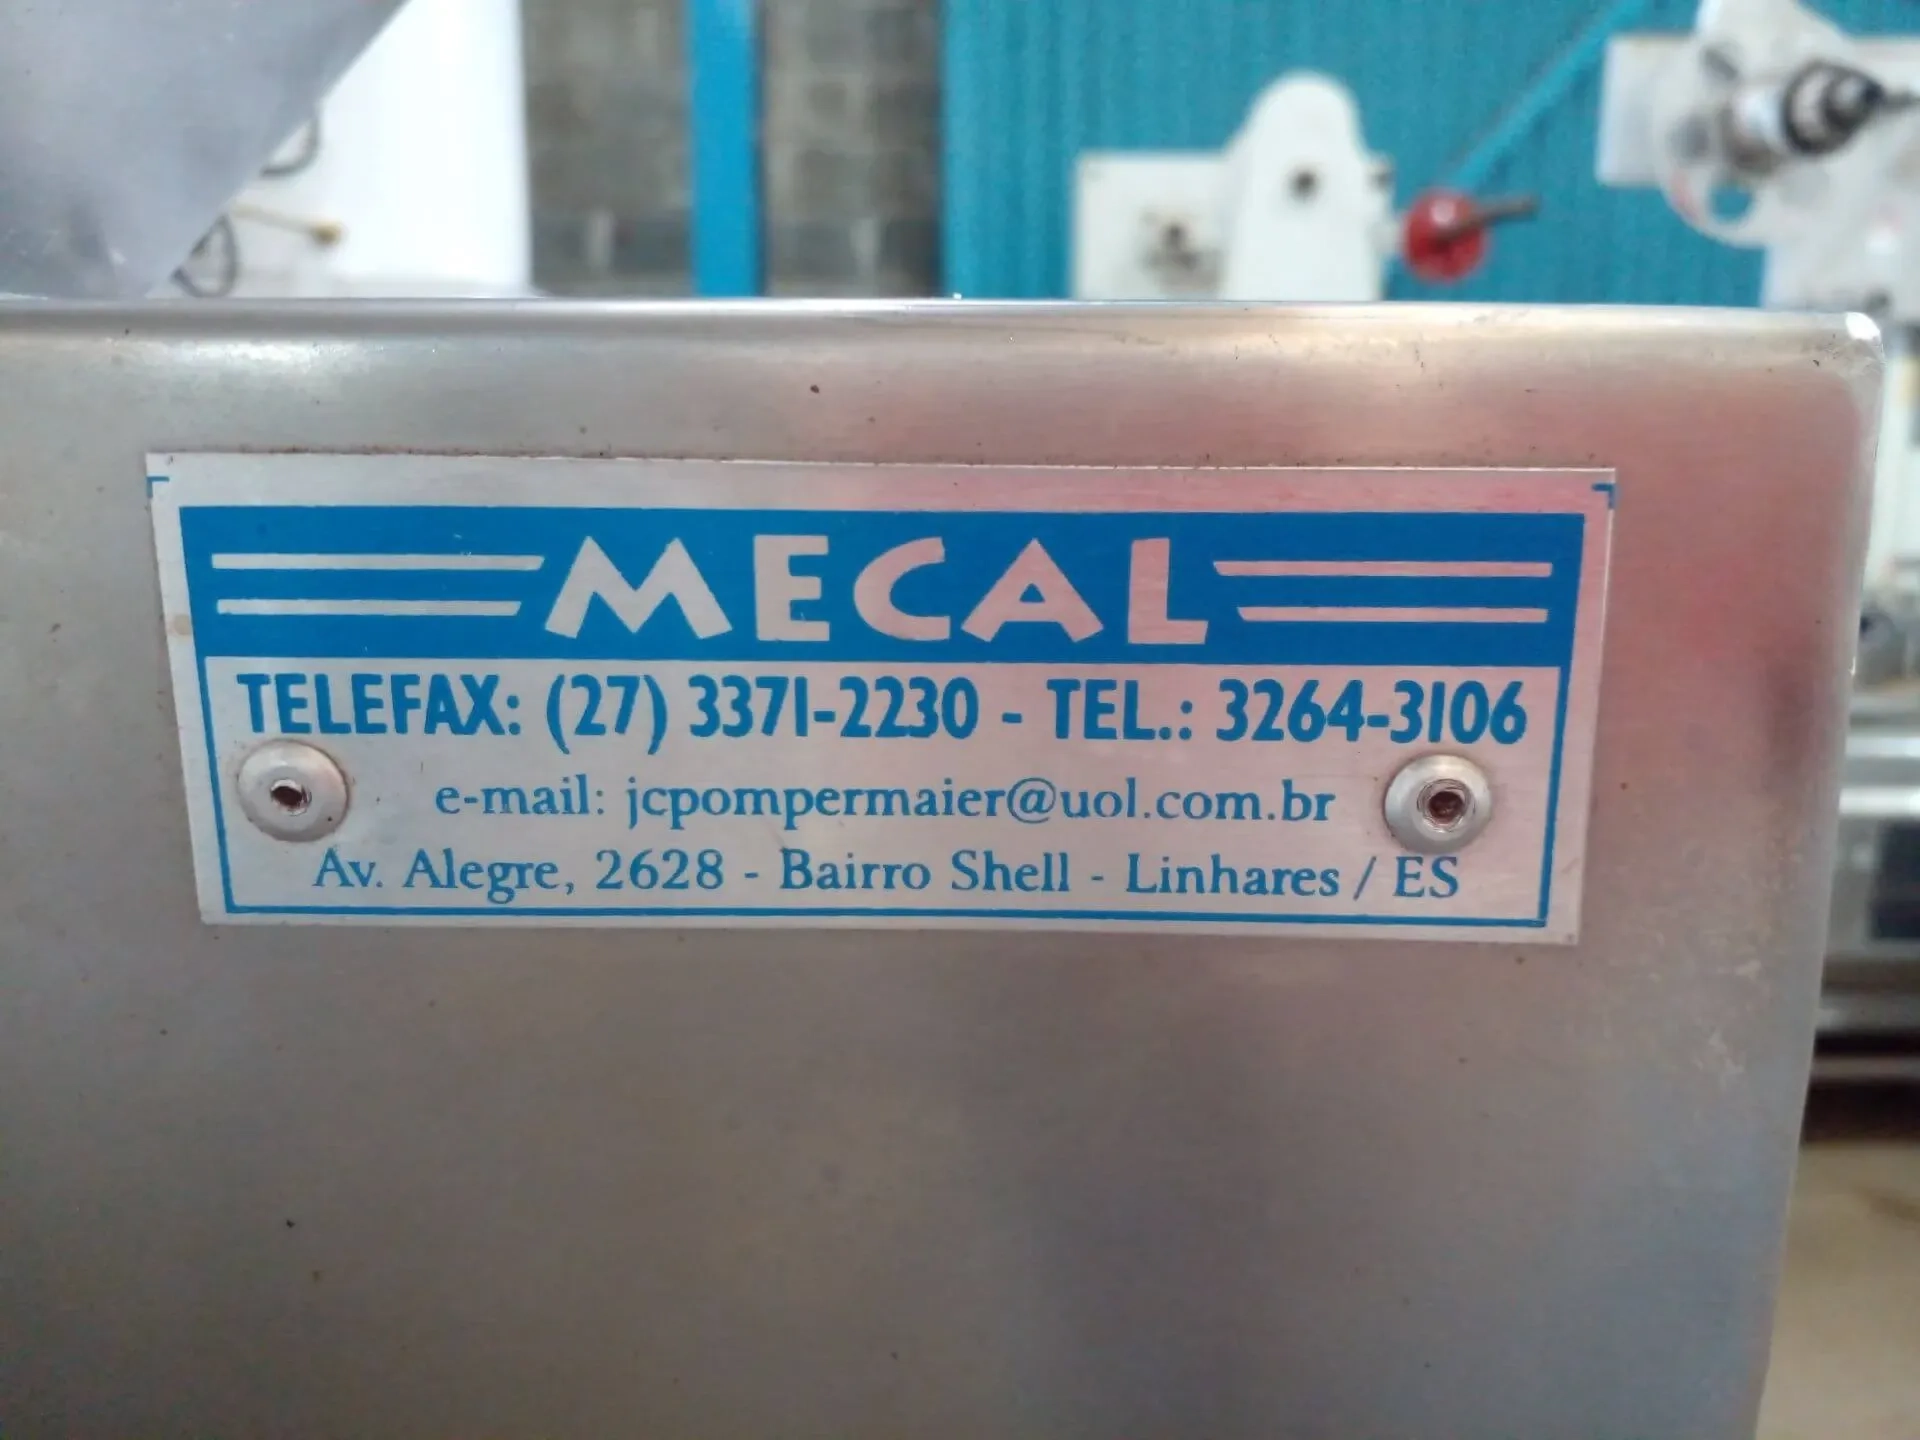 MECAL
TELEFAX: (27) 3371-2230 - TEL.: 3264-3106
e-mail: jcpompermaier@uol.com.br
Av. Alegre, 2628 - Bairro Shell - Linhares / ES